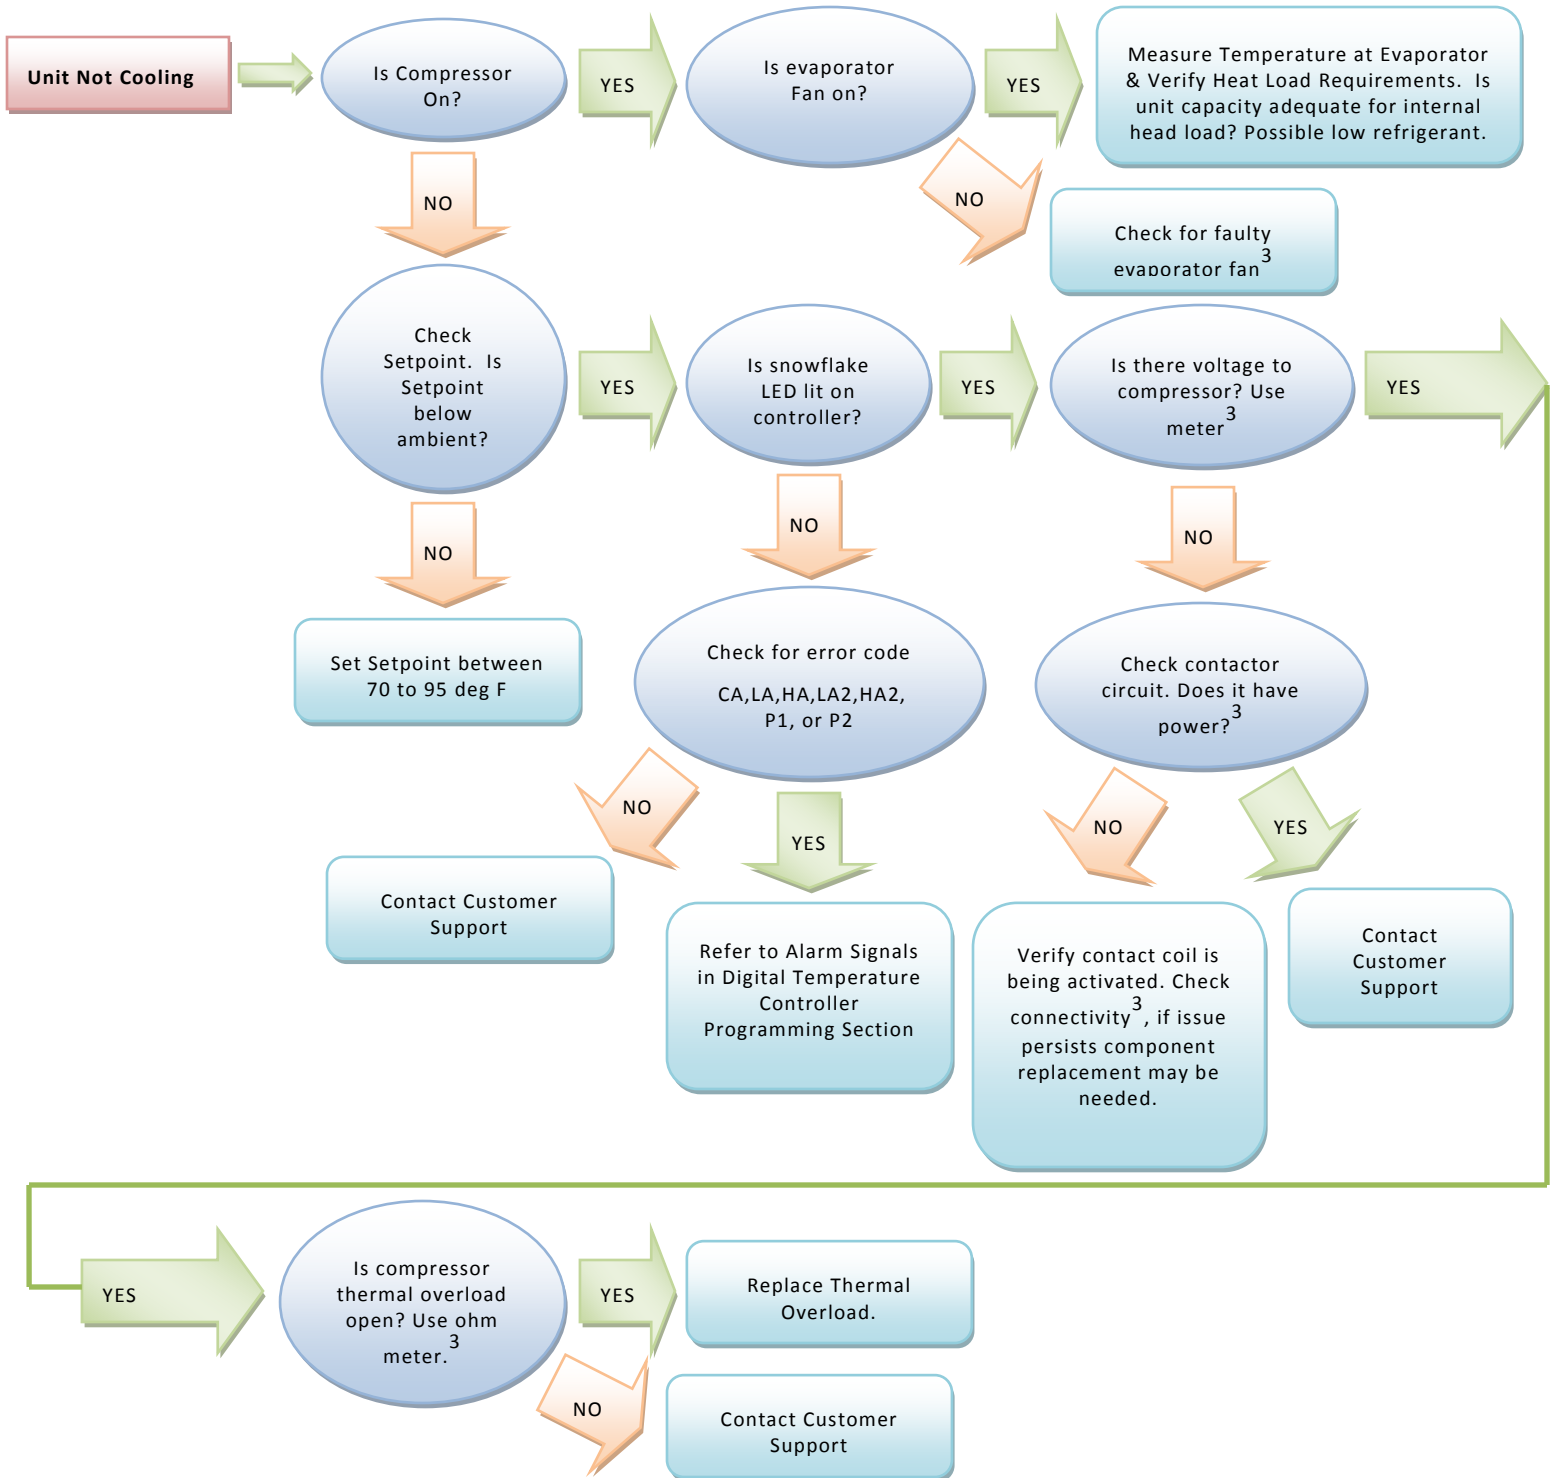 Unit Not Cooling
Is Compressor
On?
YES
Is evaporator
Fan on?
YES
Measure Temperature at Evaporator
& Verify Heat Load Requirements. Is
unit capacity adequate for internal
head load? Possible low refrigerant.
NO
NO
Check for faulty
evaporator fan3
Check
Setpoint. Is
Setpoint
below
ambient?
YES
Is snowflake
LED lit on
controller?
YES
Is there voltage to
compressor? Use
meter3
YES
NO
NO
NO
Set Setpoint between
70 to 95 deg F
Check for error code
CA,LA,HA,LA2,HA2,
P1, or P2
Check contactor
circuit. Does it have
power?3
NO
YES
NO
YES
Contact Customer
Support
Refer to Alarm Signals
in Digital Temperature
Controller
Programming Section
Verify contact coil is
being activated. Check
connectivity3, if issue
persists component
replacement may be
needed.
Contact
Customer
Support
YES
Is compressor
thermal overload
open? Use ohm
meter.3
YES
Replace Thermal
Overload.
NO
Contact Customer
Support